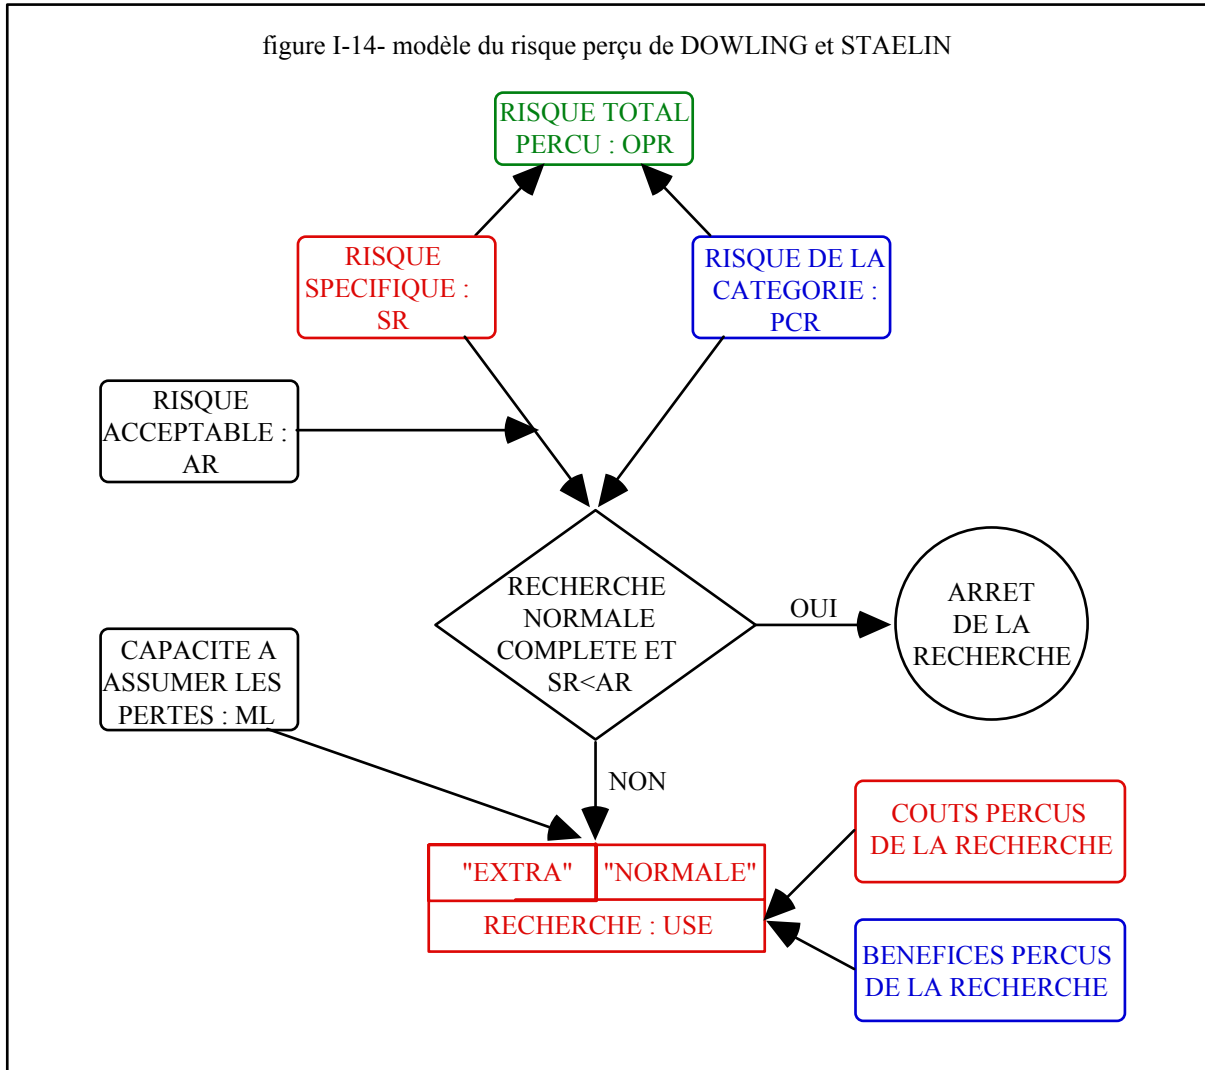 figure I-14- modèle du risque perçu de DOWLING et STAELIN
RISQUE TOTAL
PERCU : OPR
RISQUE
SPECIFIQUE :
SR
RISQUE DE LA
CATEGORIE :
PCR
RISQUE
ACCEPTABLE :
AR
RECHERCHE
NORMALE
COMPLETE ET
SR<AR
OUI
ARRET
DE LA
RECHERCHE
CAPACITE A
ASSUMER LES
PERTES : ML
NON
"EXTRA"
"NORMALE"
RECHERCHE : USE
COUTS PERCUS
DE LA RECHERCHE
BENEFICES PERCUS
DE LA RECHERCHE